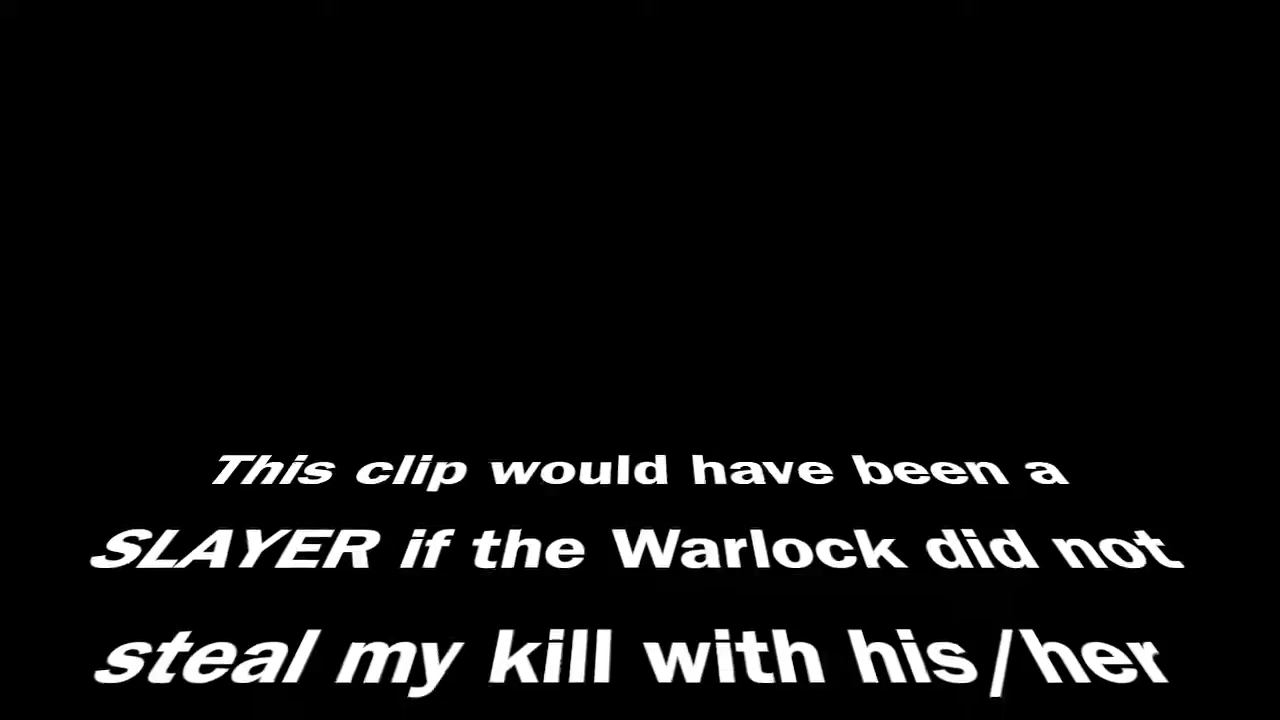 This clip would have been a
SLAYER if the Warlock did not
steal my kill with his/her